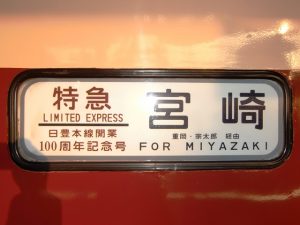 特急
LIMITED EXPRESS
日豊本線開業
100周年記念号
宮崎
重岡・宗太郎 経由
FOR MIYAZAKI